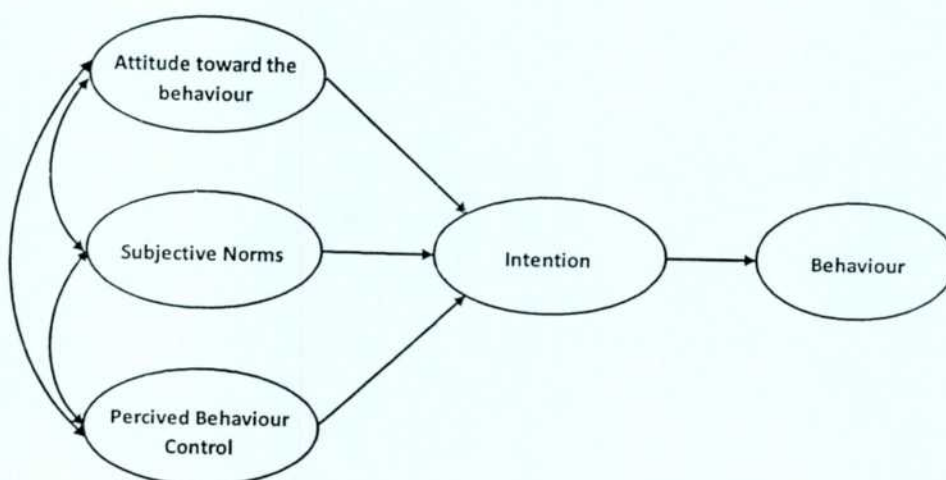 Attitude toward the
behaviour
Subjective Norms
Intention
Behaviour
Percived Behaviour
Control